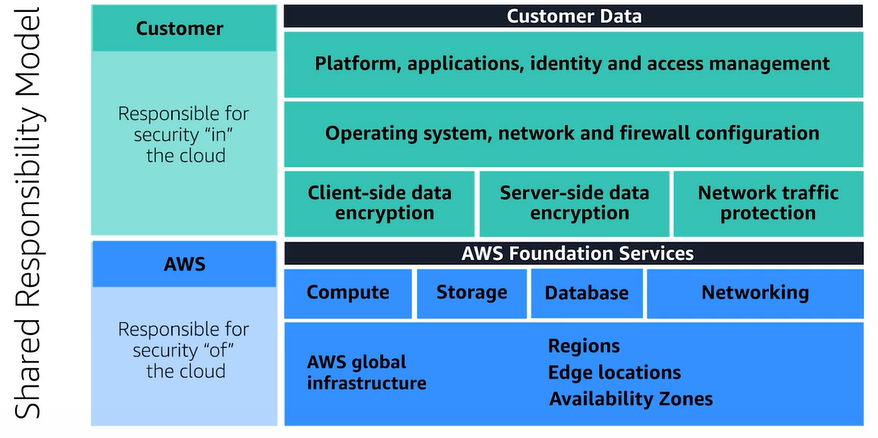 Shared Responsibility Model
Customer
Responsible for
security “in”
the cloud
Customer Data
Platform, applications, identity and access management
Operating system, network and firewall configuration
Client-side data
encryption
Server-side data
encryption
Network traffic
protection
AWS
Responsible for
security “of”
the cloud
AWS Foundation Services
Compute
Storage
Database
Networking
AWS global
infrastructure
Regions
Edge locations
Availability Zones